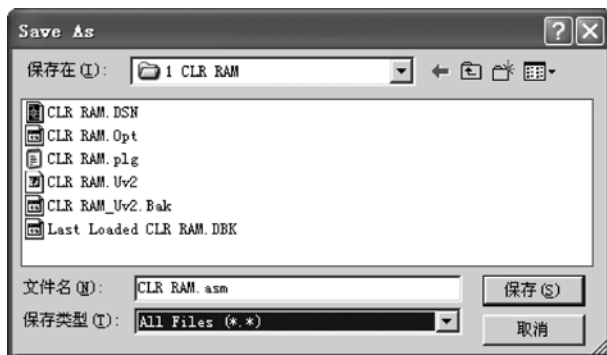 Save As
保存在(I): 1 CLR RAM
CLR RAM.DSN
CLR RAM.Opt
CLR RAM.plg
CLR RAM.Uv2
CLR RAM_Uv2.Bak
Last Loaded CLR RAM.DBK
文件名(N): CLR RAM.asm 保存(S)
保存类型(T): All Files (*.*) 取消